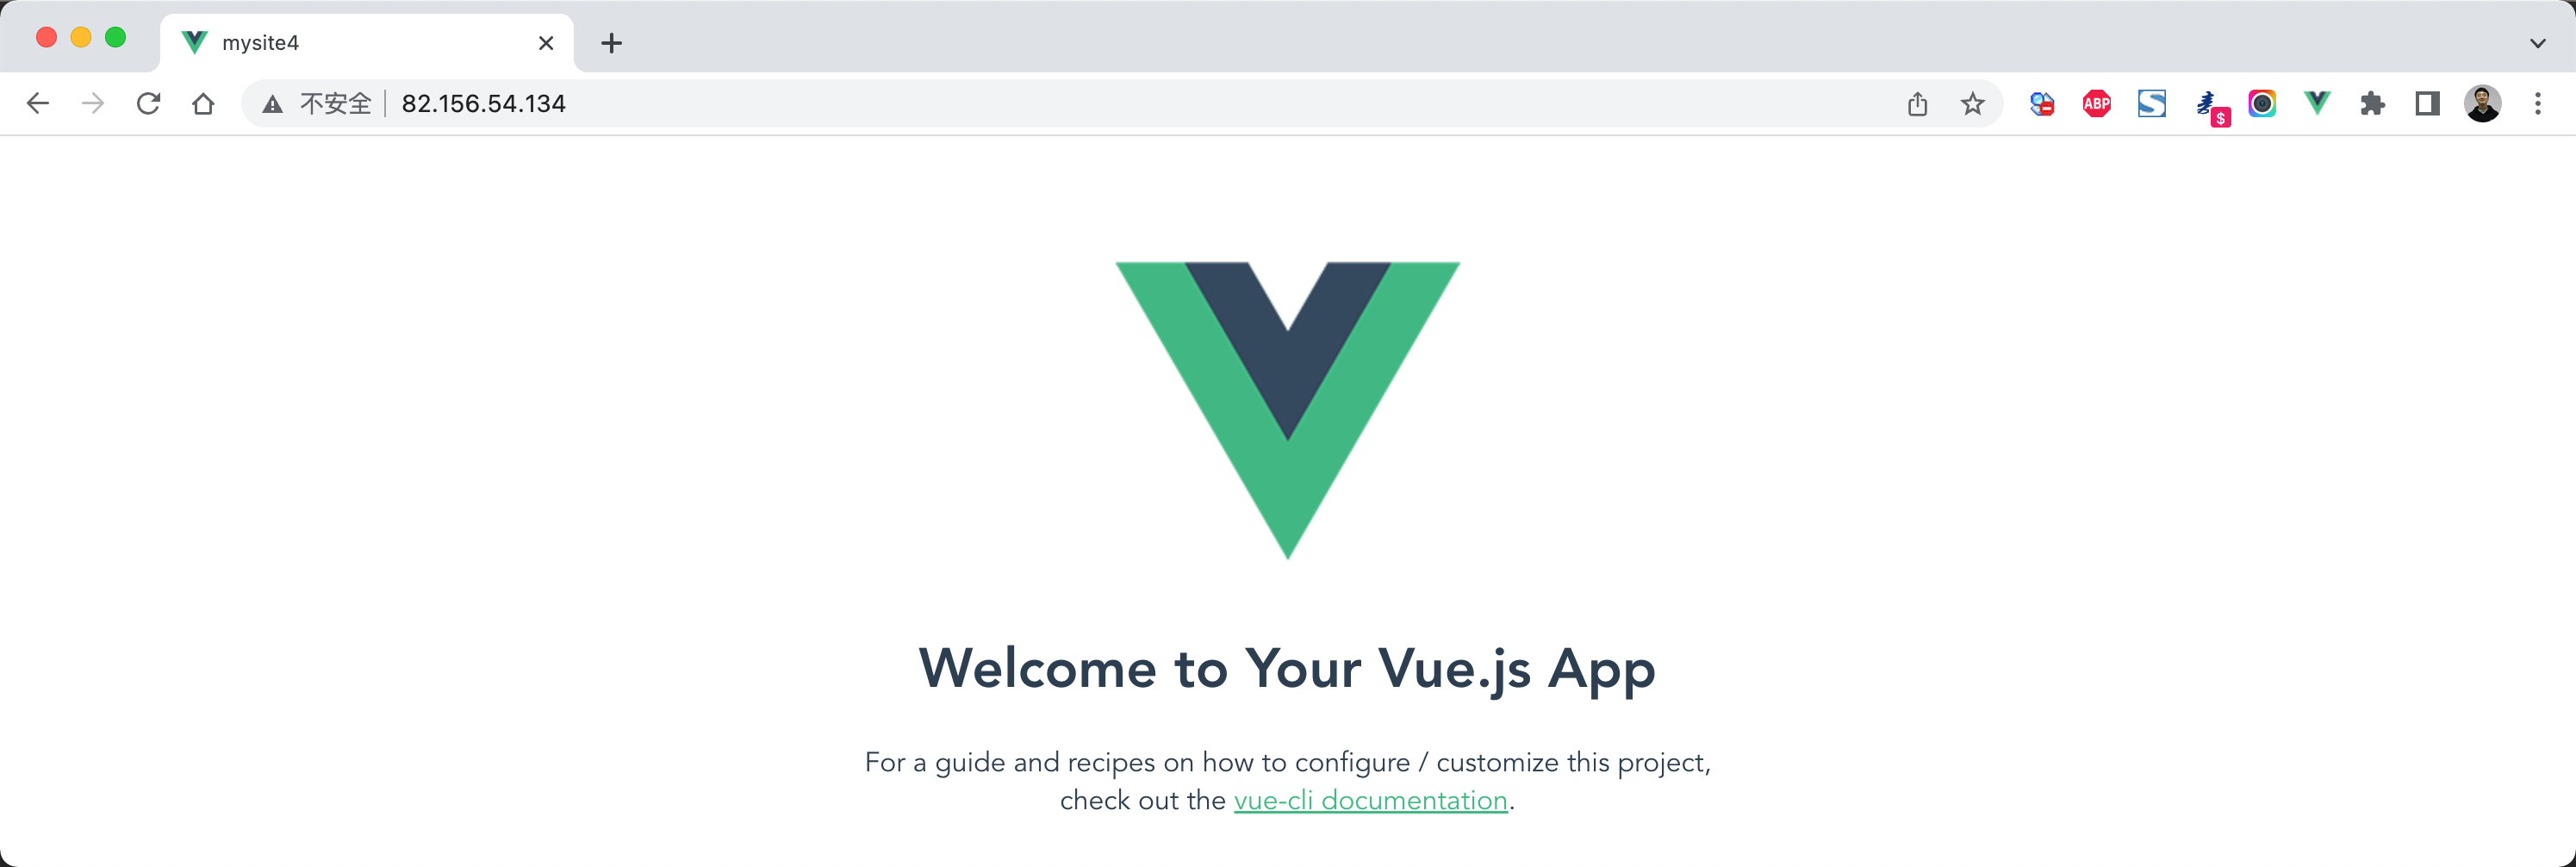 mysite4
不安全
82.156.54.134
ABP
$
Welcome to Your Vue.js App
For a guide and recipes on how to configure / customize this project,
check out the vue-cli documentation.